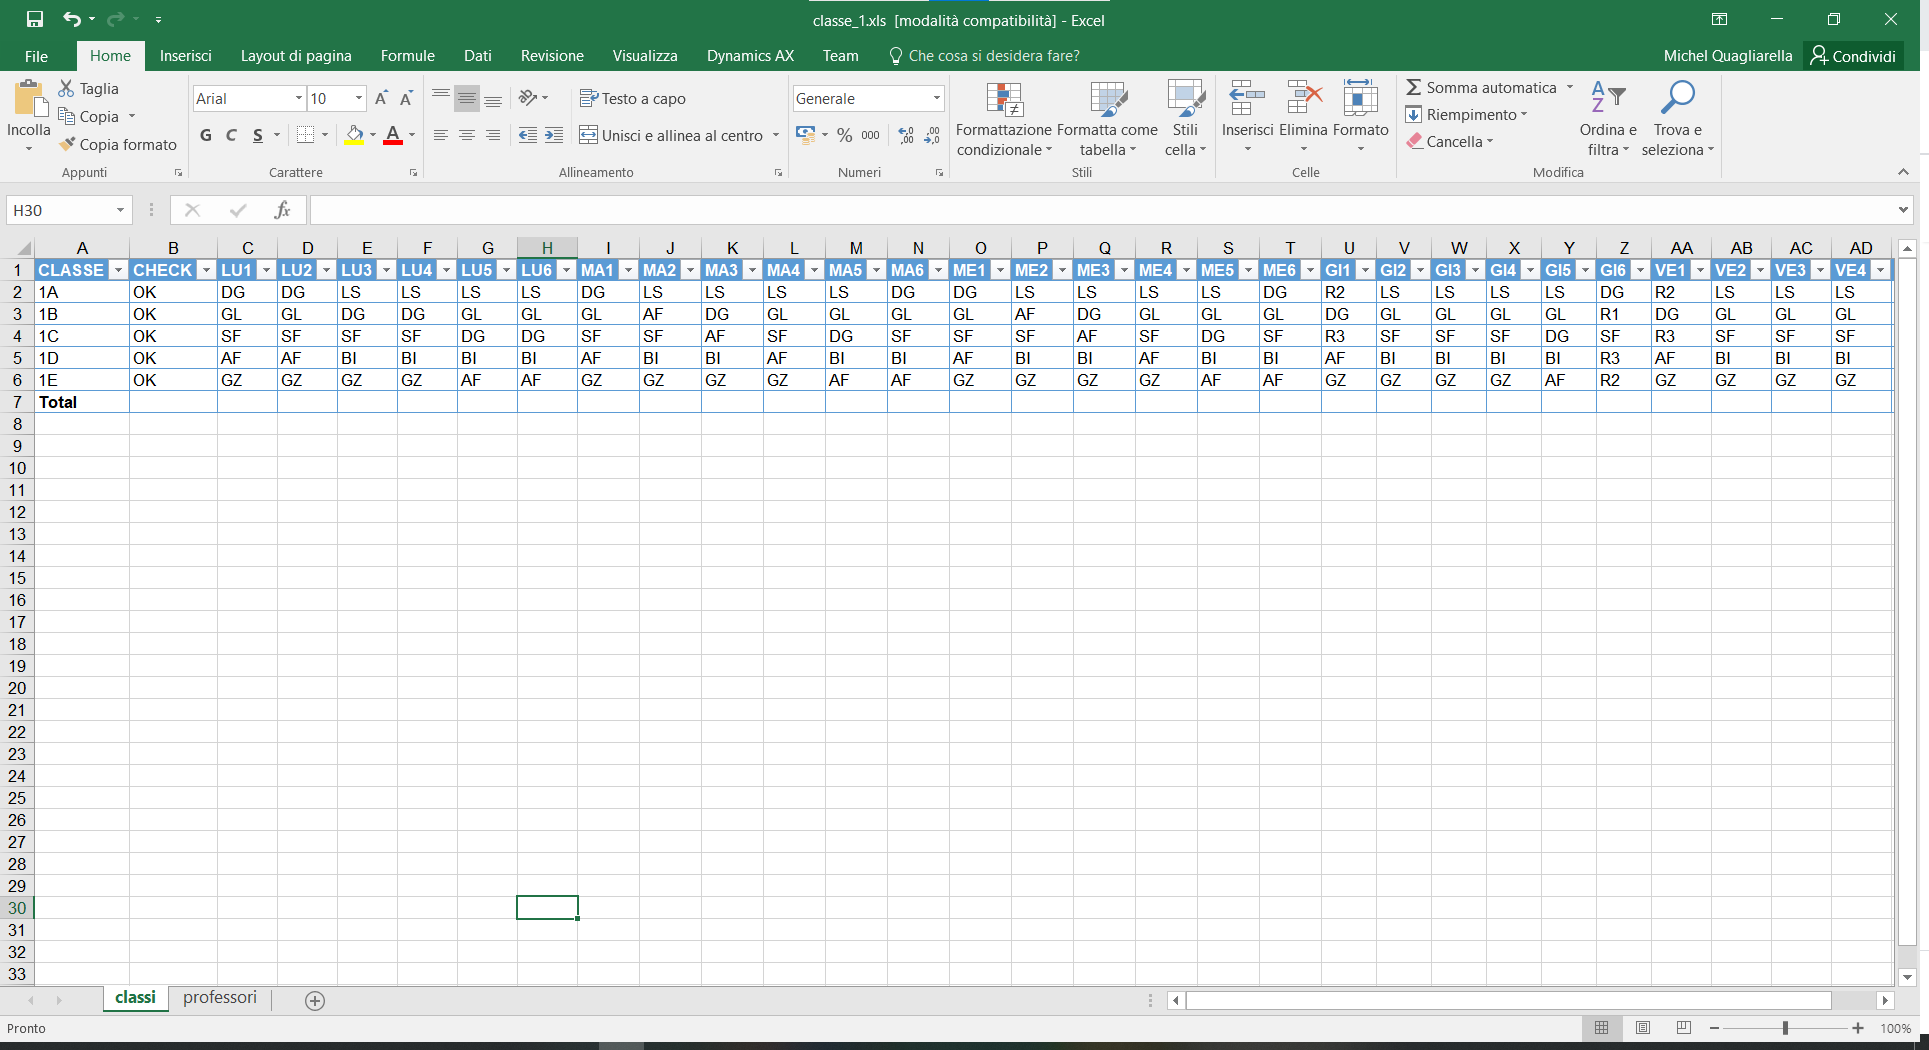 classe_1.xls [modalità compatibilità] - Excel
File Home Inserisci Layout di pagina Formule Dati Revisione Visualizza Dynamics AX Team Che cosa si desidera fare? Michel Quagliarella Condividi
Incolla
Taglia
Copia
Copia formato
Appunti
Arial 10
G C S A
Carattere
Testo a capo
Unisci e allinea al centro
Allineamento
Generale
% 000
Numeri
Formattazione condizionale
Formatta come tabella
Stili cella
Stili
Inserisci Elimina Formato
Celle
Somma automatica
Riempimento
Cancella
Ordina e filtra
Trova e seleziona
Modifica
H30 fx
A B C D E F G H I J K L M N O P Q R S T U V W X Y Z AA AB AC AD
1 CLASSE CHECK LU1 LU2 LU3 LU4 LU5 LU6 MA1 MA2 MA3 MA4 MA5 MA6 ME1 ME2 ME3 ME4 ME5 ME6 GI1 GI2 GI3 GI4 GI5 GI6 VE1 VE2 VE3 VE4
2 1A OK DG DG LS LS LS LS DG LS LS LS LS DG DG LS LS LS LS DG R2 LS LS LS LS DG R2 LS LS LS
3 1B OK GL GL DG DG GL GL GL AF DG GL GL GL GL AF DG GL GL GL DG GL GL GL GL R1 DG GL GL GL
4 1C OK SF SF SF SF DG DG SF SF AF SF DG SF SF SF AF SF DG SF R3 SF SF SF DG SF R3 SF SF SF
5 1D OK AF AF BI BI BI BI AF BI BI AF BI BI AF BI BI AF BI BI AF BI BI BI BI R3 AF BI BI BI
6 1E OK GZ GZ GZ GZ AF AF GZ GZ GZ GZ AF AF GZ GZ GZ GZ AF AF GZ GZ GZ GZ AF R2 GZ GZ GZ GZ
7 Total
8
9
10
11
12
13
14
15
16
17
18
19
20
21
22
23
24
25
26
27
28
29
30
31
32
33
classi professori
Pronto 100%